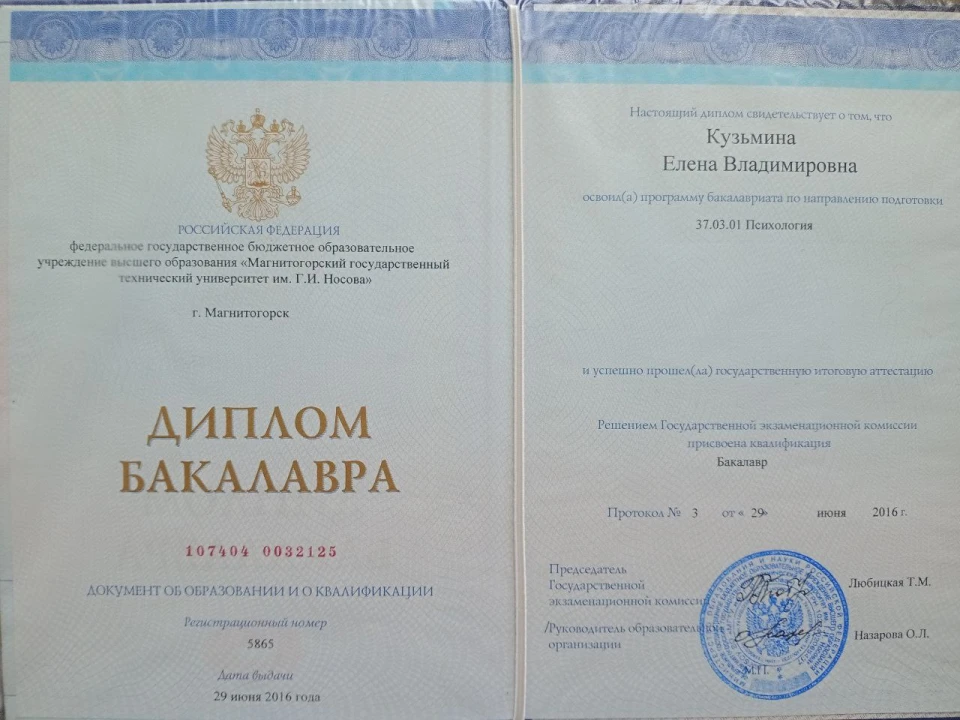 РОССИЙСКАЯ ФЕДЕРАЦИЯ
федеральное государственное бюджетное образовательное
учреждение высшего образования «Магнитогорский государственный
технический университет им. Г.И. Носова»
г. Магнитогорск
ДИПЛОМ
БАКАЛАВРА
107404 0032125
ДОКУМЕНТ ОБ ОБРАЗОВАНИИ И О КВАЛИФИКАЦИИ
Регистрационный номер
5865
Дата выдачи
29 июня 2016 года
Настоящий диплом свидетельствует о том, что
Кузьмина
Елена Владимировна
освоил(а) программу бакалавриата по направлению подготовки
37.03.01 Психология
и успешно прошел(ла) государственную итоговую аттестацию
Решением Государственной экзаменационной комиссии
присвоена квалификация
Бакалавр
Протокол № 3 от « 29» июня 2016 г.
Председатель
Государственной
экзаменационной комиссии Любицкая Т.М.
/Руководитель образовательной Назарова О.Л.
организации
М.П.